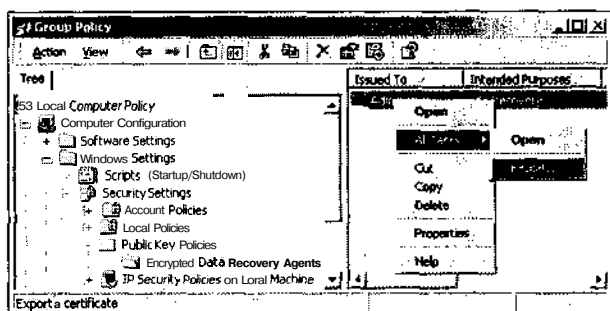 Group Policy
Action View
Tree
Issued To Intended Purposes
53 Local Computer Policy
Computer Configuration
Software Settings
Windows Settings
Scripts (Startup/Shutdown)
Security Settings
Account Policies
Local Policies
Public Key Policies
Encrypted Data Recovery Agents
IP Security Policies on Loral Machine
Open
All Tasks
Cut
Copy
Delete
Properties
Help
Open
Export a certificate